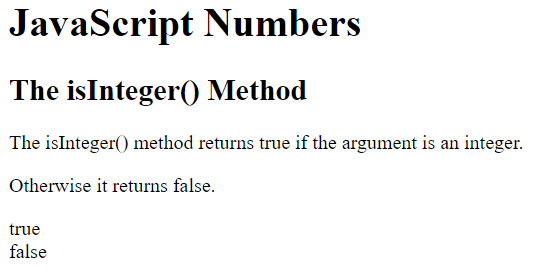 JavaScript Numbers
The isInteger() Method
The isInteger() method returns true if the argument is an integer.
Otherwise it returns false.
true
false